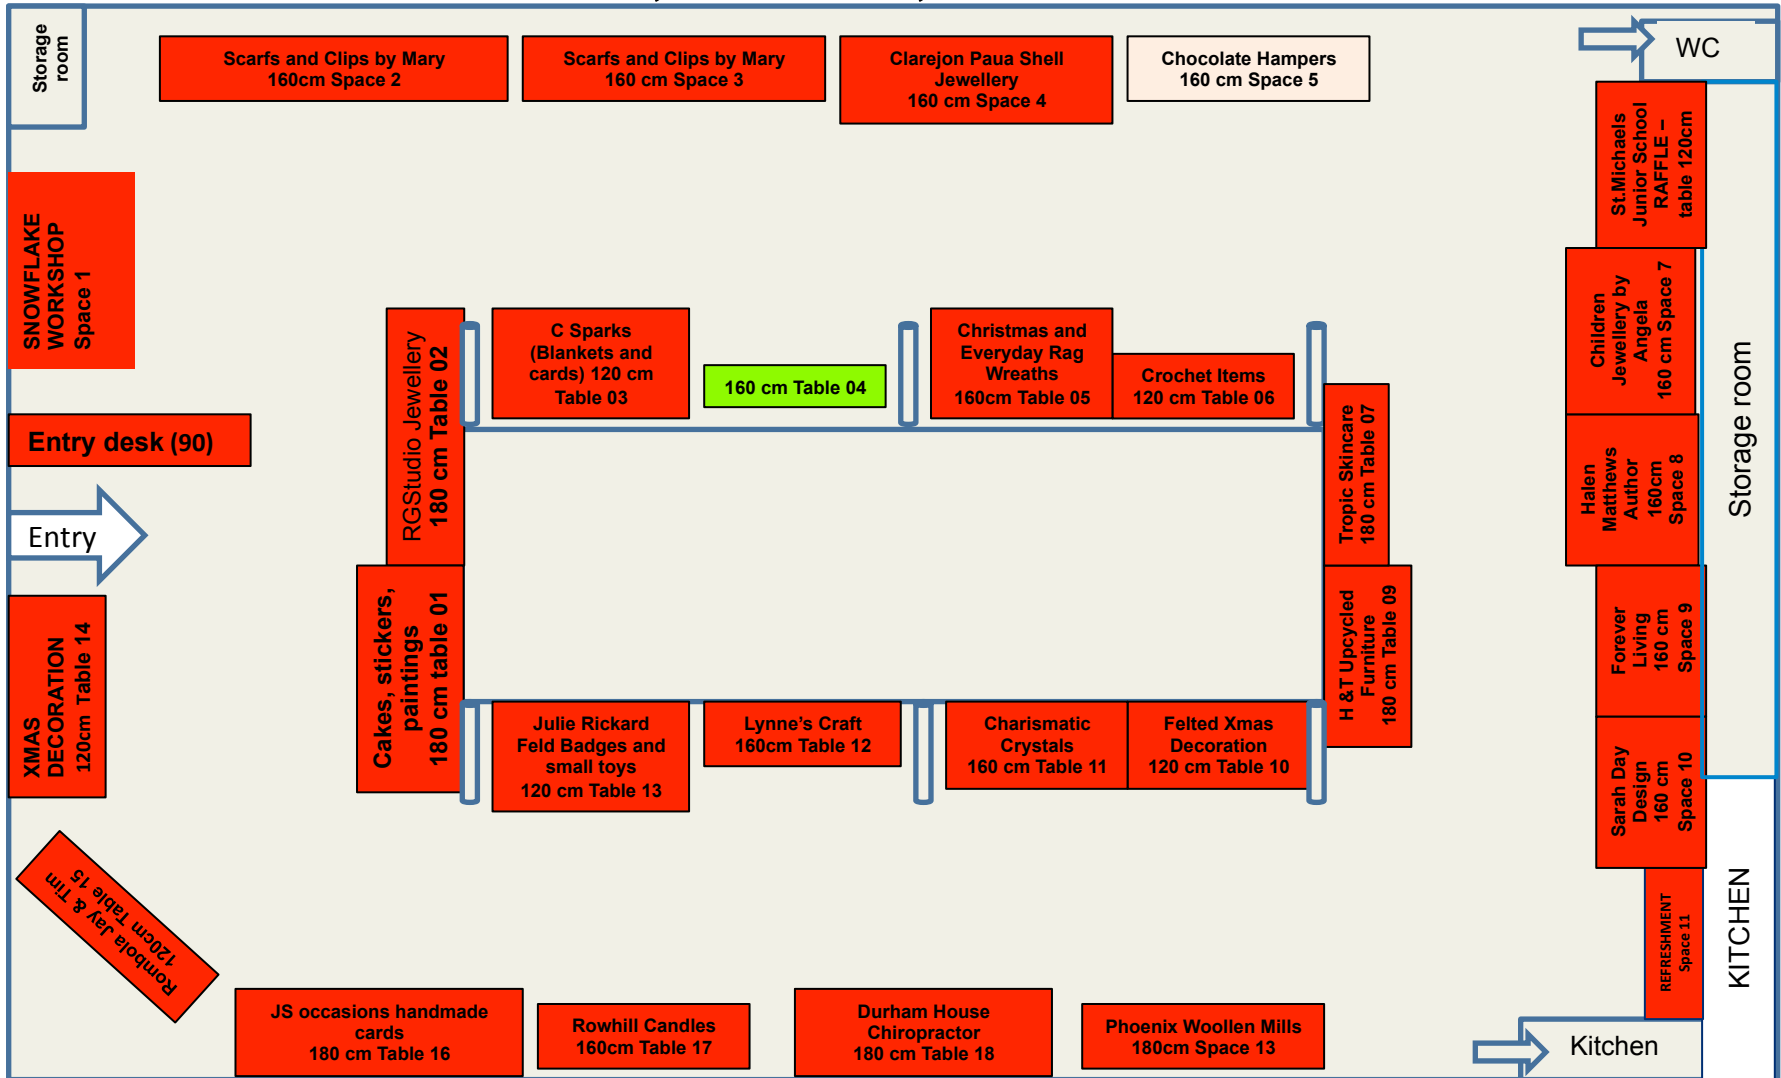 Storage
room
Scarfs and Clips by Mary
160cm Space 2
Scarfs and Clips by Mary
160 cm Space 3
Clarejon Paua Shell
Jewellery
160 cm Space 4
Chocolate Hampers
160 cm Space 5
WC
SNOWFLAKE
WORKSHOP
Space 1
St.Michaels
Junior School
RAFFLE –
table 120cm
Children
Jewellery by
Angela
160 cm Space 7
Halen
Matthews
Author
160cm
Space 8
Forever
Living
160 cm
Space 9
Sarah Day
Design
160 cm
Space 10
REFRESHMENT
Space 11
Storage room
KITCHEN
Entry desk (90)
Entry
XMAS
DECORATION
120cm Table 14
RGStudio Jewellery
180 cm Table 02
Cakes, stickers,
paintings
180 cm table 01
C Sparks
(Blankets and
cards) 120 cm
Table 03
160 cm Table 04
Christmas and
Everyday Rag
Wreaths
160cm Table 05
Crochet Items
120 cm Table 06
Tropic Skincare
180 cm Table 07
H &T Upcycled
Furniture
180 cm Table 09
Julie Rickard
Feld Badges and
small toys
120 cm Table 13
Lynne’s Craft
160cm Table 12
Charismatic
Crystals
160 cm Table 11
Felted Xmas
Decoration
120 cm Table 10
Rombola Jay & Tim
120cm Table 15
JS occasions handmade
cards
180 cm Table 16
Rowhill Candles
160cm Table 17
Durham House
Chiropractor
180 cm Table 18
Phoenix Woollen Mills
180cm Space 13
Kitchen